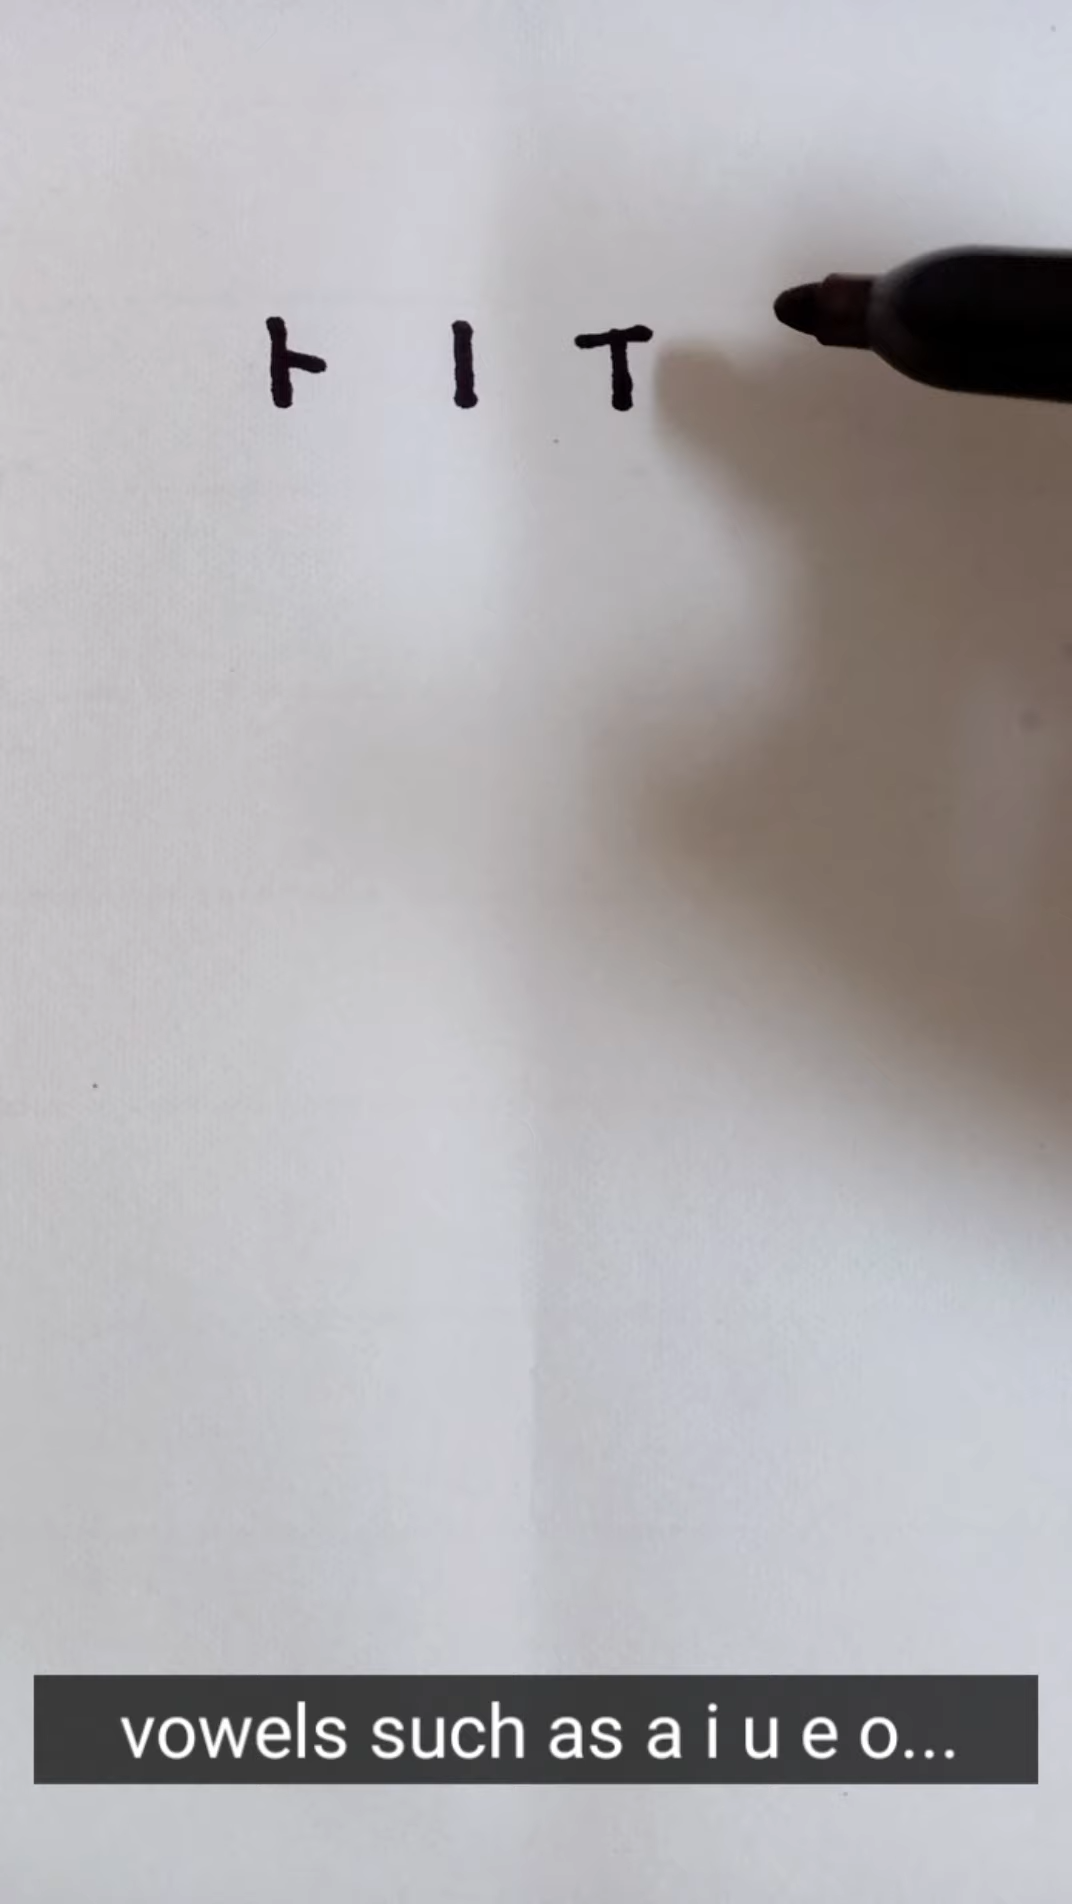 ㅏ ㅣ ㅜ
vowels such as a i u e o...